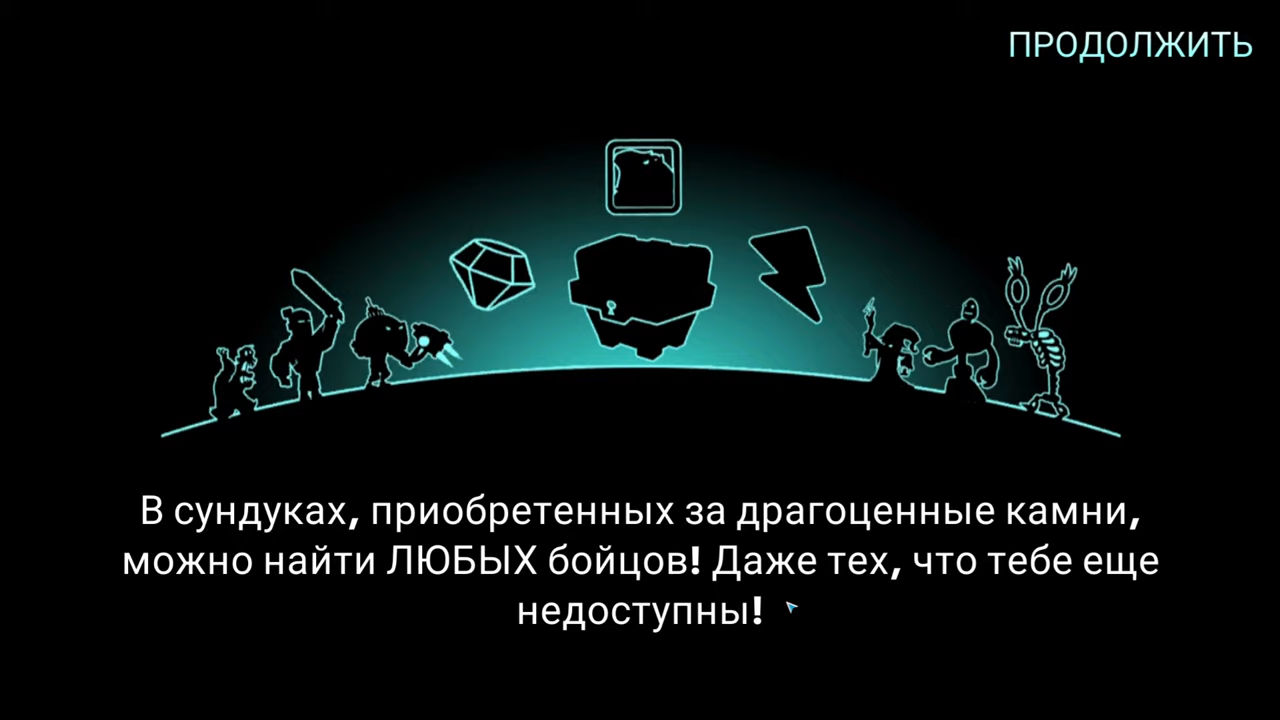 ПРОДОЛЖИТЬ
В сундуках, приобретенных за драгоценные камни,
можно найти ЛЮБЫХ бойцов! Даже тех, что тебе еще
недоступны!